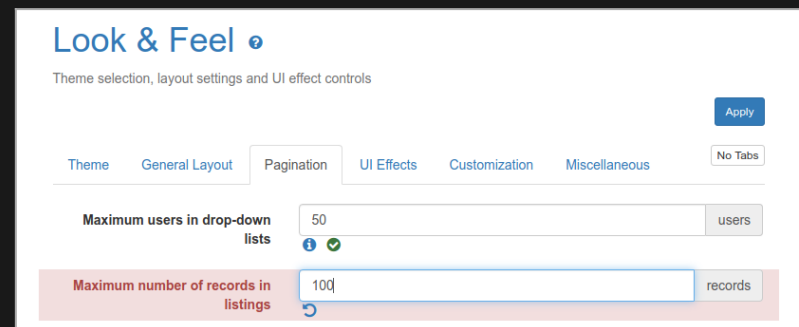 Look & Feel
Theme selection, layout settings and UI effect controls
Apply
Theme General Layout Pagination UI Effects Customization Miscellaneous No Tabs
Maximum users in drop-down 50 users
lists
Maximum number of records in 100 records
listings